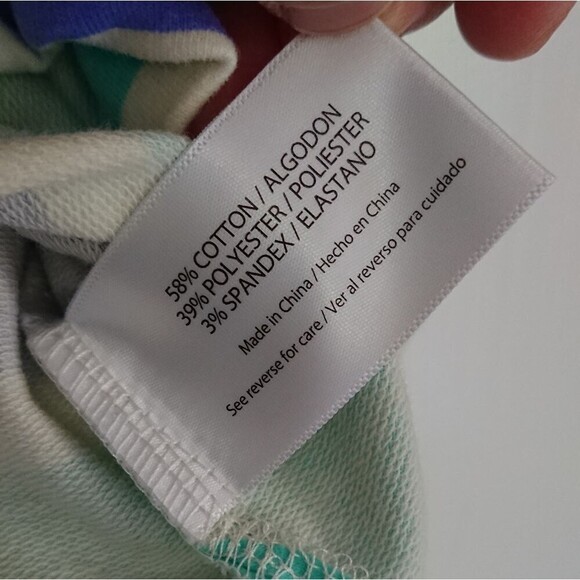 58% COTTON / ALGODON
39% POLYESTER / POLIESTER
3% SPANDEX / ELASTANO
Made in China / Hecho en China
See reverse for care / Ver al reverso para cuidado